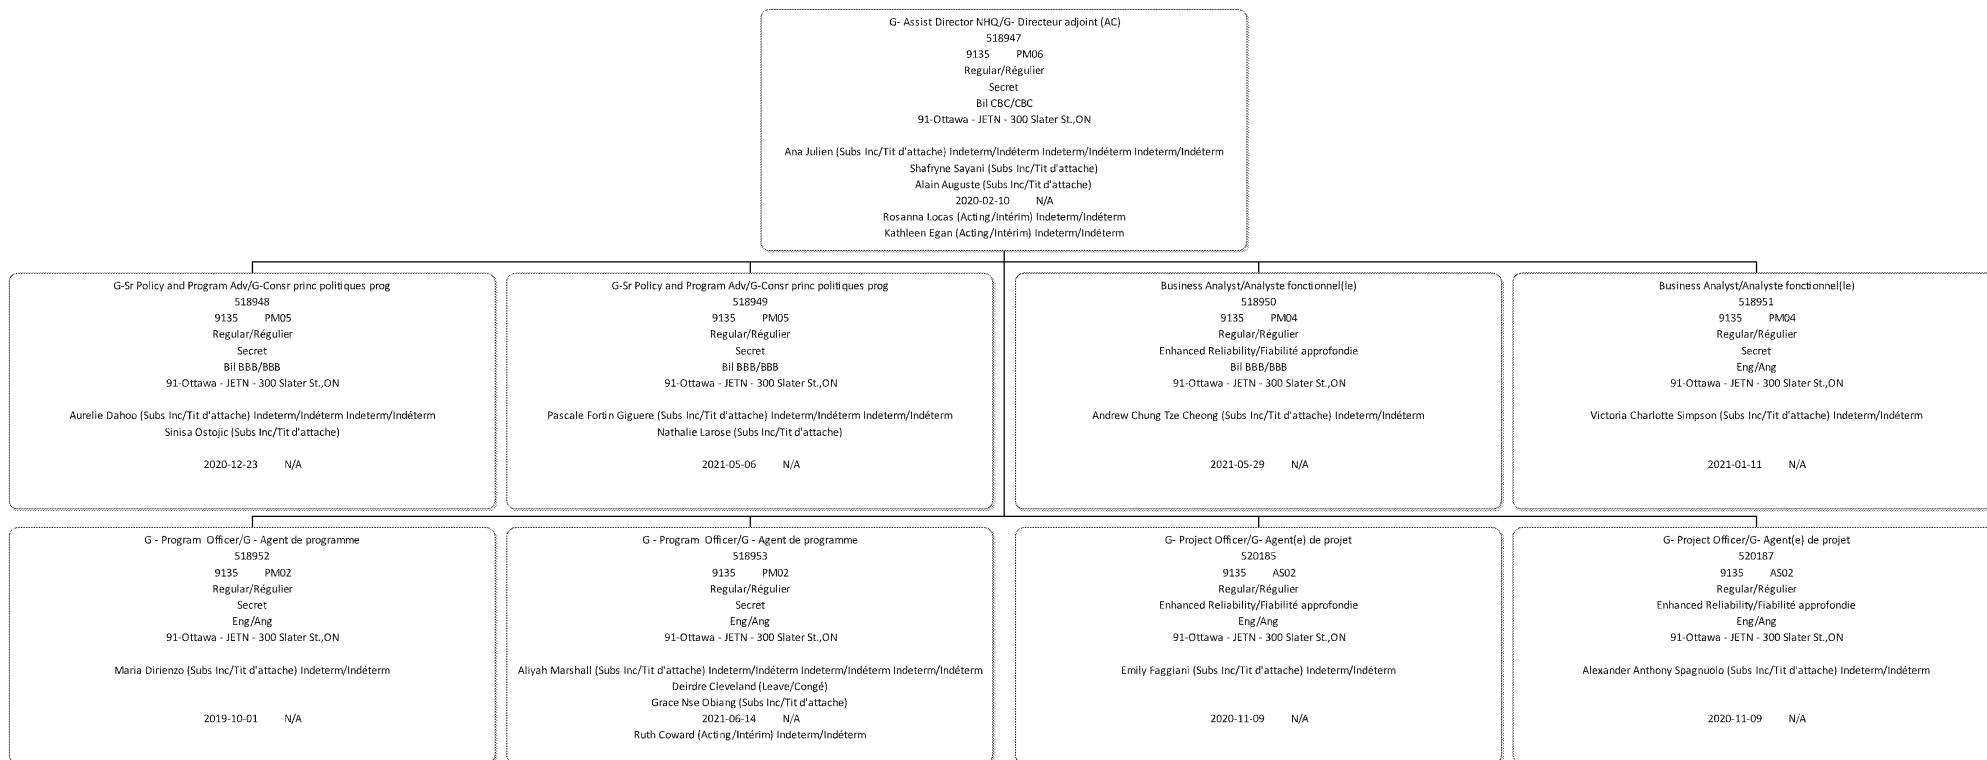 G- Assist Director NHQ/G- Directeur adjoint (AC)
518947
9135 PM06
Regular/Régulier
Secret
Bil CBC/CBC
91-Ottawa - JETN - 300 Slater St.,ON
Ana Julien (Subs Inc/Tit d'attache) Indeterm/Indéterm Indeterm/Indéterm Indeterm/Indéterm
Shafryne Sayani (Subs Inc/Tit d'attache)
Alain Auguste (Subs Inc/Tit d'attache)
2020-02-10 N/A
Rosanna Locas (Acting/Intérim) Indeterm/Indéterm
Kathleen Egan (Acting/Intérim) Indeterm/Indéterm
G-Sr Policy and Program Adv/G-Consr princ politiques prog
518948
9135 PM05
Regular/Régulier
Secret
Bil BBB/BBB
91-Ottawa - JETN - 300 Slater St.,ON
Aurelie Dahoo (Subs Inc/Tit d'attache) Indeterm/Indéterm Indeterm/Indéterm
Sinisa Ostojic (Subs Inc/Tit d'attache)
2020-12-23 N/A
G-Sr Policy and Program Adv/G-Consr princ politiques prog
518949
9135 PM05
Regular/Régulier
Secret
Bil BBB/BBB
91-Ottawa - JETN - 300 Slater St.,ON
Pascale Fortin Giguere (Subs Inc/Tit d'attache) Indeterm/Indéterm Indeterm/Indéterm
Nathalie Larose (Subs Inc/Tit d'attache)
2021-05-06 N/A
Business Analyst/Analyste fonctionnel(le)
518950
9135 PM04
Regular/Régulier
Enhanced Reliability/Fiabilité approfondie
Bil BBB/BBB
91-Ottawa - JETN - 300 Slater St.,ON
Andrew Chung Tze Cheong (Subs Inc/Tit d'attache) Indeterm/Indéterm
2021-05-29 N/A
Business Analyst/Analyste fonctionnel(le)
518951
9135 PM04
Regular/Régulier
Secret
Eng/Ang
91-Ottawa - JETN - 300 Slater St.,ON
Victoria Charlotte Simpson (Subs Inc/Tit d'attache) Indeterm/Indéterm
2021-01-11 N/A
G - Program Officer/G - Agent de programme
518952
9135 PM02
Regular/Régulier
Secret
Eng/Ang
91-Ottawa - JETN - 300 Slater St.,ON
Maria Dirienzo (Subs Inc/Tit d'attache) Indeterm/Indéterm
2019-10-01 N/A
G - Program Officer/G - Agent de programme
518953
9135 PM02
Regular/Régulier
Secret
Eng/Ang
91-Ottawa - JETN - 300 Slater St.,ON
Aliyah Marshall (Subs Inc/Tit d'attache) Indeterm/Indéterm Indeterm/Indéterm Indeterm/Indéterm
Deirdre Cleveland (Leave/Congé)
Grace Nse Obiang (Subs Inc/Tit d'attache)
2021-06-14 N/A
Ruth Coward (Acting/Intérim) Indeterm/Indéterm
G- Project Officer/G- Agent(e) de projet
520185
9135 AS02
Regular/Régulier
Enhanced Reliability/Fiabilité approfondie
Eng/Ang
91-Ottawa - JETN - 300 Slater St.,ON
Emily Faggiani (Subs Inc/Tit d'attache) Indeterm/Indéterm
2020-11-09 N/A
G- Project Officer/G- Agent(e) de projet
520187
9135 AS02
Regular/Régulier
Enhanced Reliability/Fiabilité approfondie
Eng/Ang
91-Ottawa - JETN - 300 Slater St.,ON
Alexander Anthony Spagnuolo (Subs Inc/Tit d'attache) Indeterm/Indéterm
2020-11-09 N/A